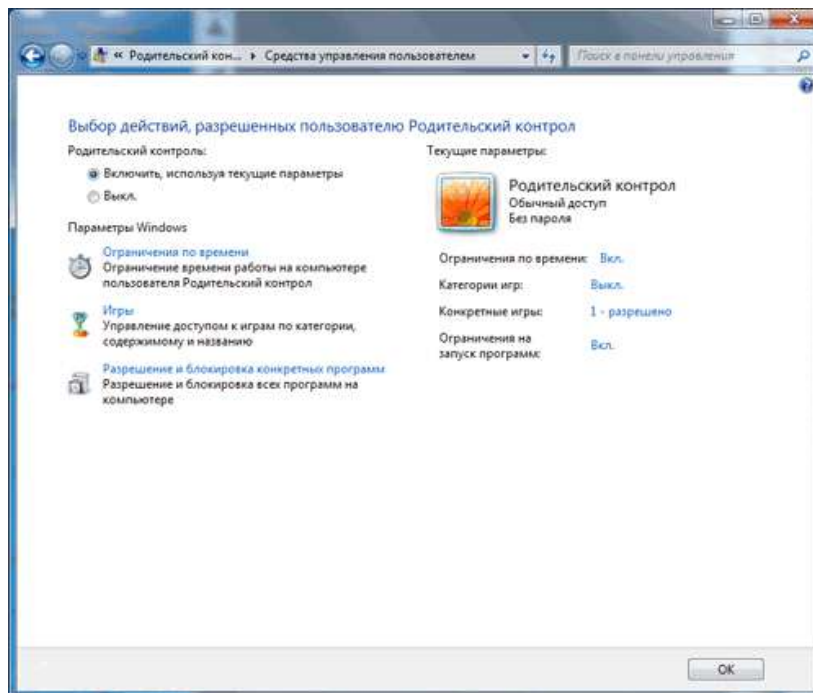 « Родительский кон... ▸ Средства управления пользователем
Поиск в панели управления
Выбор действий, разрешенных пользователю Родительский контрол
Родительский контроль:
Включить, используя текущие параметры
Выкл.
Параметры Windows
Ограничения по времени
Ограничение времени работы на компьютере
пользователя Родительский контрол
Игры
Управление доступом к играм по категории,
содержимому и названию
Разрешение и блокировка конкретных программ
Разрешение и блокировка всех программ на
компьютере
Текущие параметры:
Родительский контрол
Обычный доступ
Без пароля
Ограничения по времени: Вкл.
Категории игр: Выкл.
Конкретные игры: 1 - разрешено
Ограничения на
запуск программ: Вкл.
OK